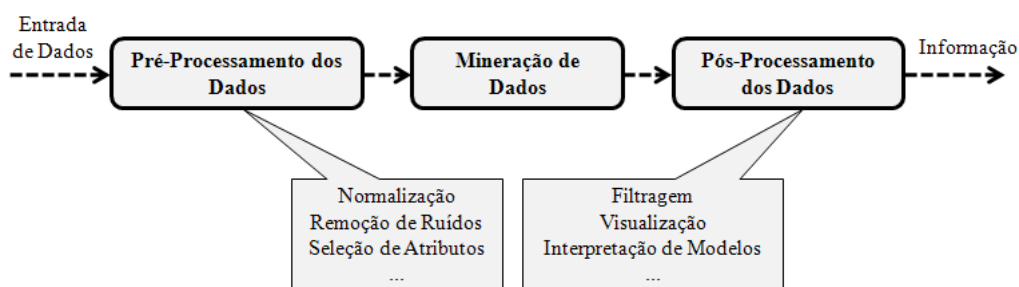 Entrada
de Dados
Pré-Processamento dos
Dados
Mineração de
Dados
Pós-Processamento
dos Dados
Informação
Normalização
Remoção de Ruídos
Seleção de Atributos
...
Filtragem
Visualização
Interpretação de Modelos
...